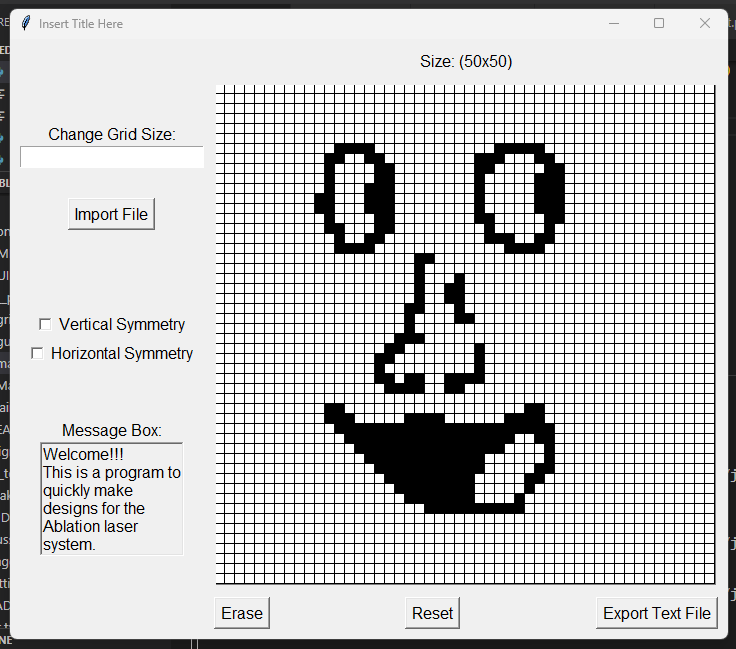 Insert Title Here
Size: (50x50)
Change Grid Size:
Import File
Vertical Symmetry
Horizontal Symmetry
Message Box:
Welcome!!!
This is a program to
quickly make
designs for the
Ablation laser
system.
Erase
Reset
Export Text File